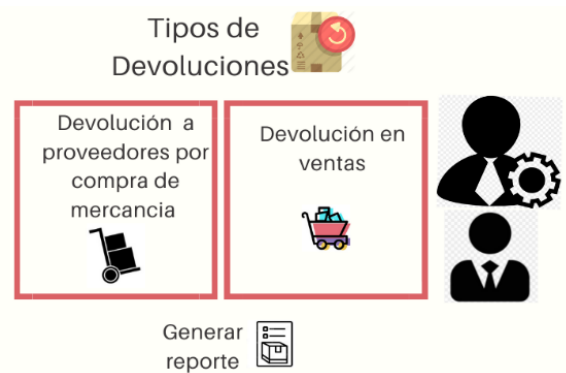 Tipos de
Devoluciones
Devolución a
proveedores por
compra de
mercancia
Devolución en
ventas
Generar
reporte